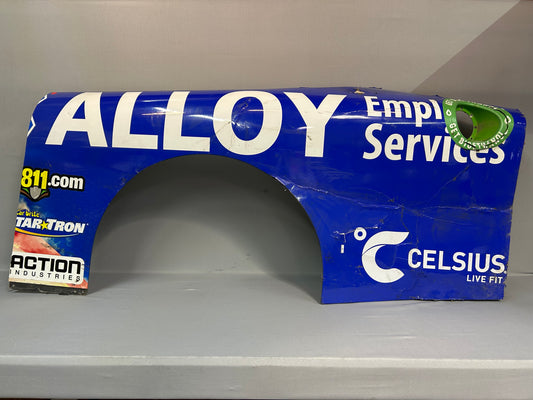 ALLOY
Empl
Services
811.com
TAR★TRON
ACTION
INDUSTRIES
°C CELSIUS
LIVE FIT